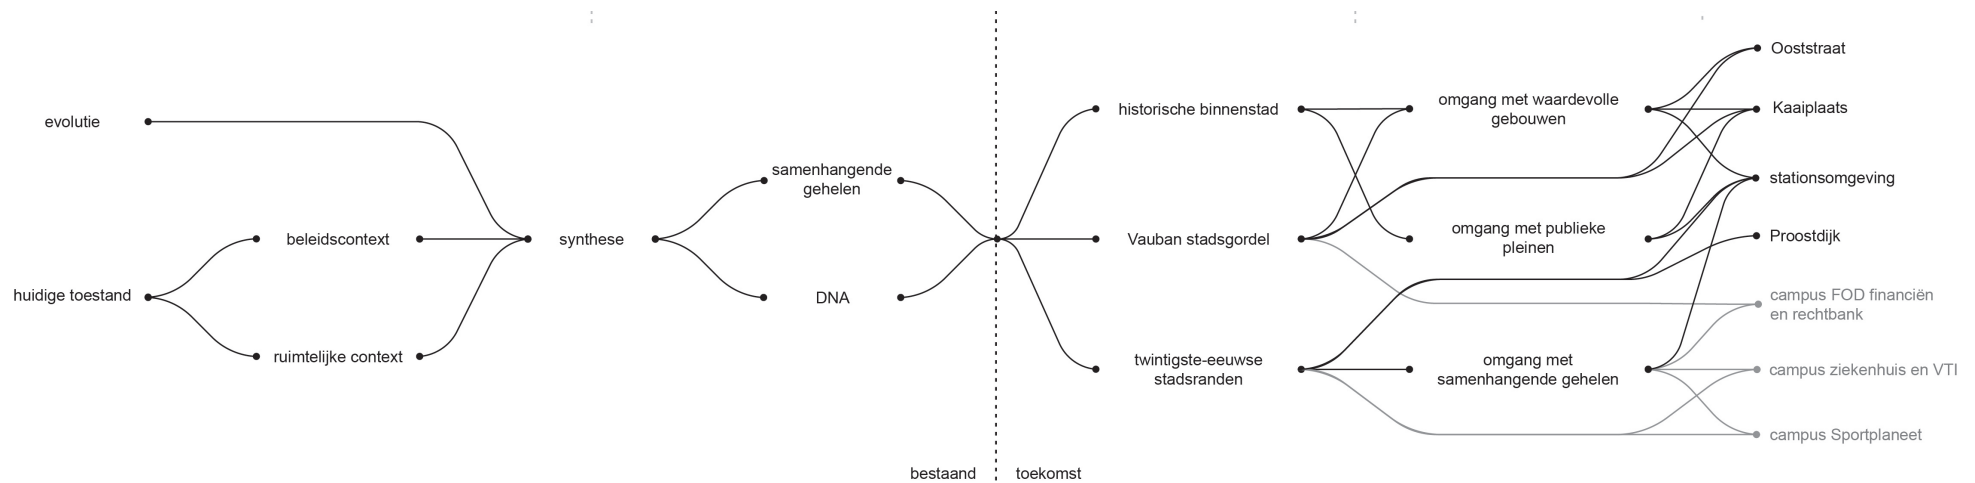 evolutie
huidige toestand
beleidscontext
ruimtelijke context
synthese
samenhangende
gehelen
DNA
bestaand
toekomst
historische binnenstad
Vauban stadsgordel
twintigste-eeuwse
stadsranden
omgang met waardevolle
gebouwen
omgang met publieke
pleinen
omgang met
samenhangende gehelen
Ooststraat
Kaaiplaats
stationsomgeving
Proostdijk
campus FOD financiën
en rechtbank
campus ziekenhuis en VTI
campus Sportplaneet